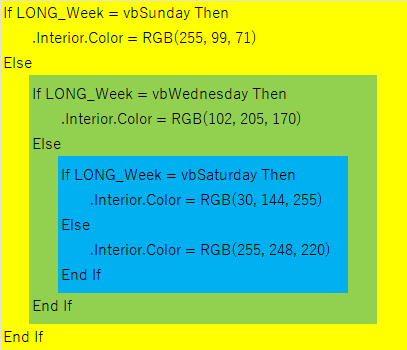 If LONG_Week = vbSunday Then
.Interior.Color = RGB(255, 99, 71)
Else
If LONG_Week = vbWednesday Then
.Interior.Color = RGB(102, 205, 170)
Else
If LONG_Week = vbSaturday Then
.Interior.Color = RGB(30, 144, 255)
Else
.Interior.Color = RGB(255, 248, 220)
End If
End If
End If